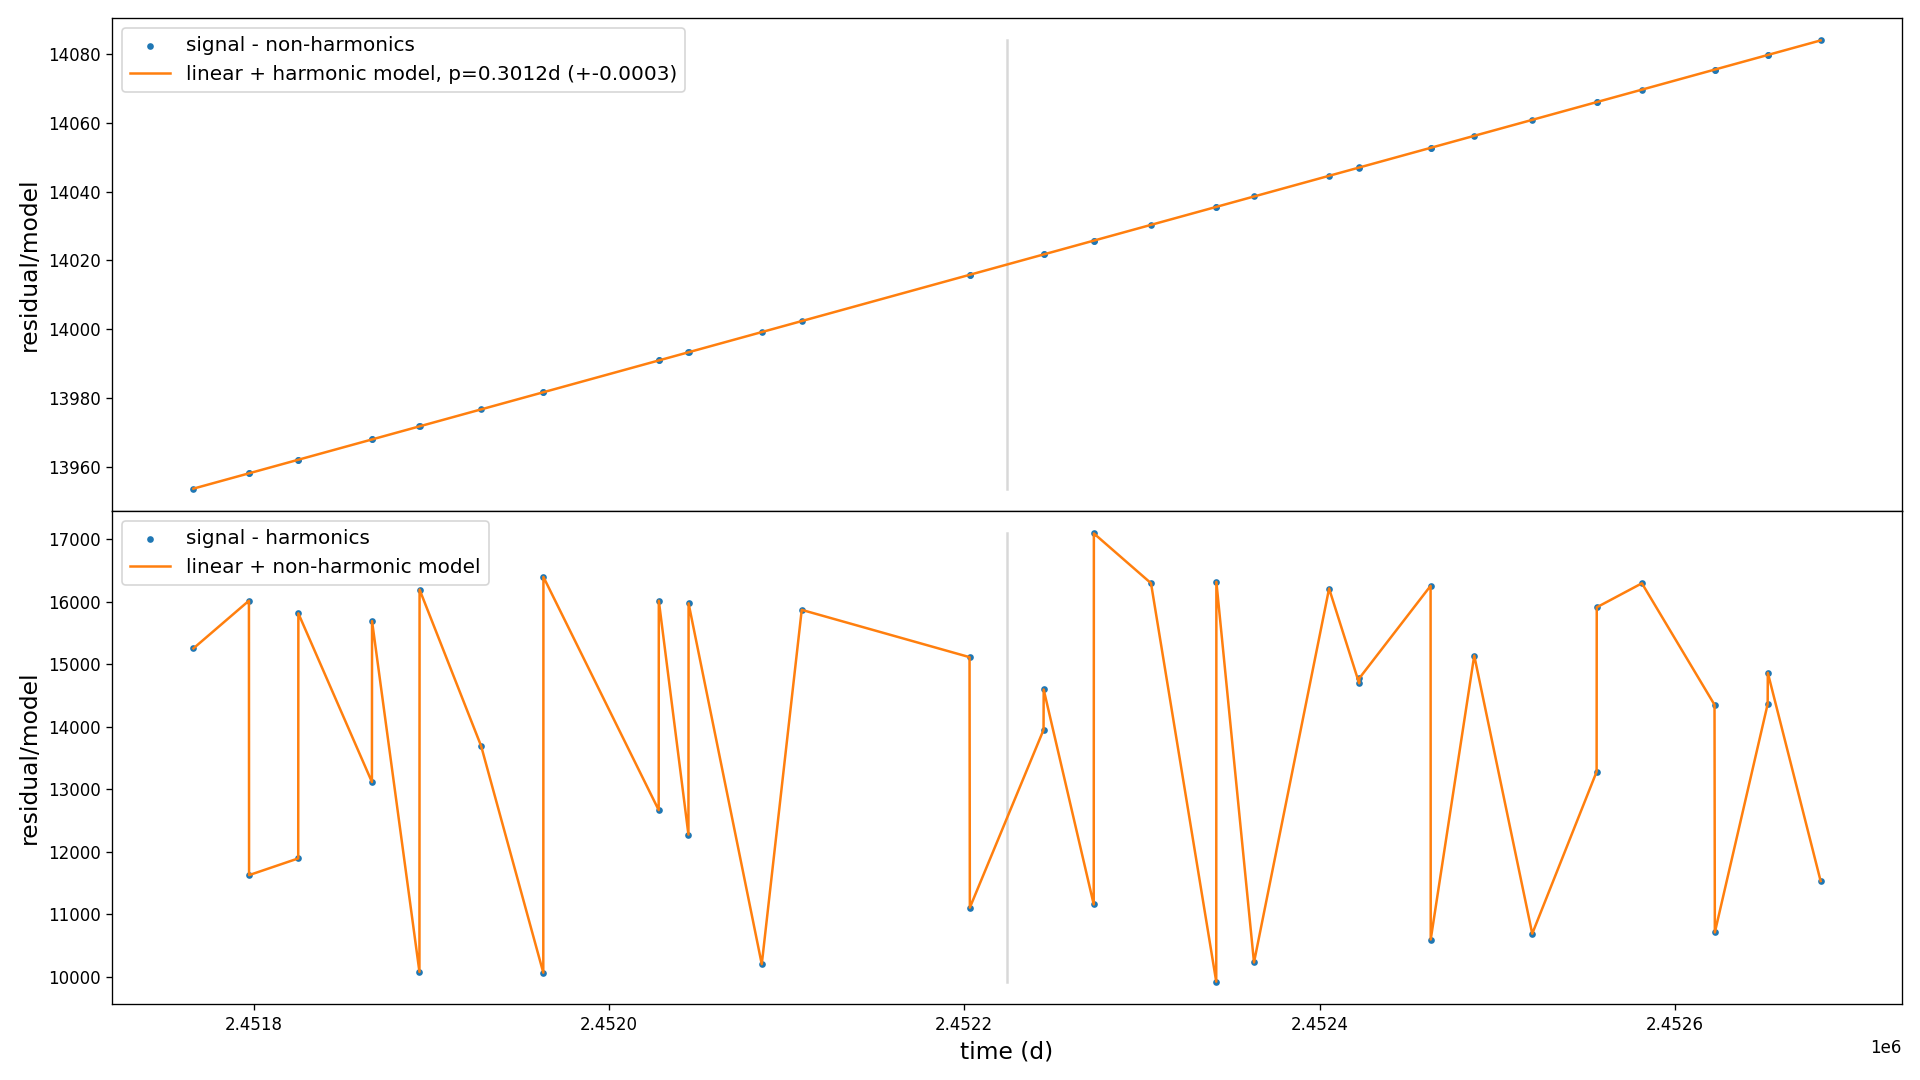 signal - non-harmonics
linear + harmonic model, p=0.3012d (+-0.0003)
14080
14060
14040
14020
14000
13980
13960
residual/model
signal - harmonics
linear + non-harmonic model
17000
16000
15000
14000
13000
12000
11000
10000
residual/model
2.4518
2.4520
2.4522
2.4524
2.4526
1e6
time (d)